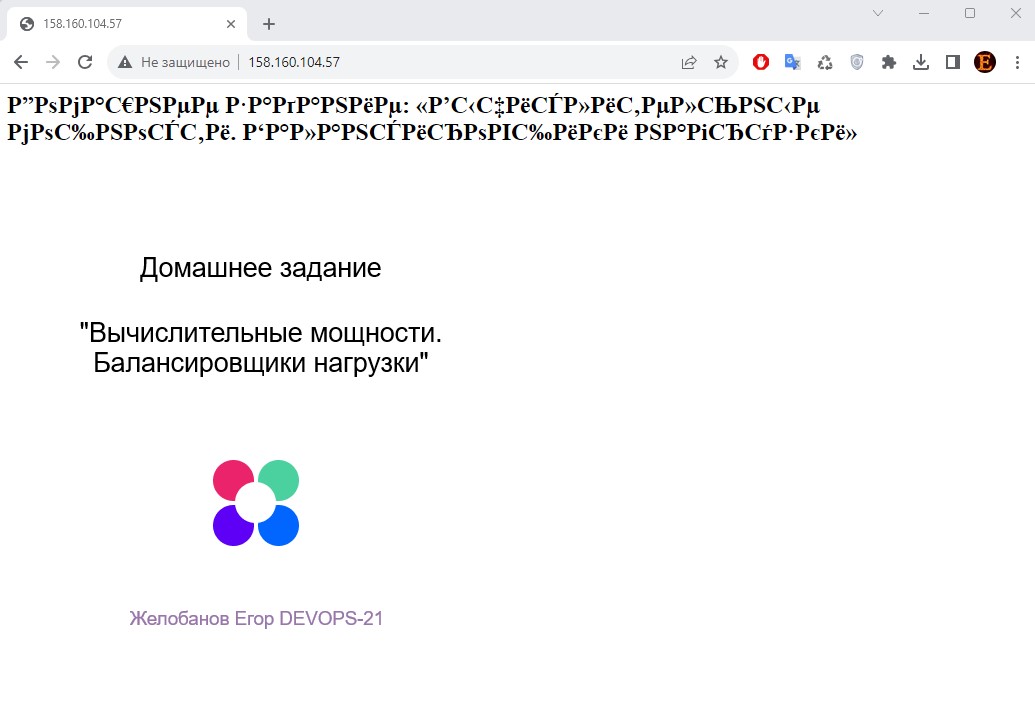 158.160.104.57
Не защищено
158.160.104.57
Р”РѕРјР°С€РЅРµРµ Р·Р°РґР°РЅРёРµ: «Р’С‹С‡РёСЃР»РёС‚РµР»СЊРЅС‹Рµ
РјРѕС‰РЅРѕСЃС‚Рё. Р‘Р°Р»Р°РЅСЃРёСЂРѕРІС‰РёРєРё РЅР°РіСЂСѓР·РєРё»
Домашнее задание
"Вычислительные мощности.
Балансировщики нагрузки"
Желобанов Егор DEVOPS-21